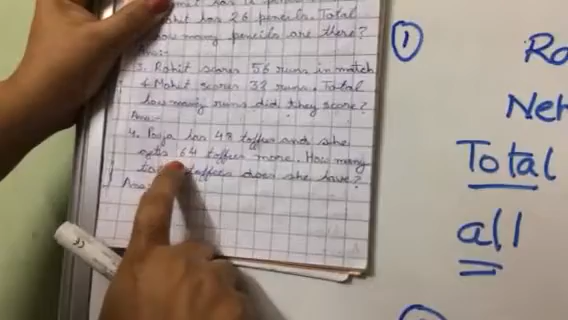 hit has 26 pencils. Total
how many pencils are there?
Ans:-
3. Rohit scores 56 runs in match
& Mohit scores 32 runs. Total
how many runs did they score?
Ans:-
4. Pooja has 48 toffees and she
gets 64 toffees more. How many
toffees does she have?
Ans:
1
Ro
Total
all